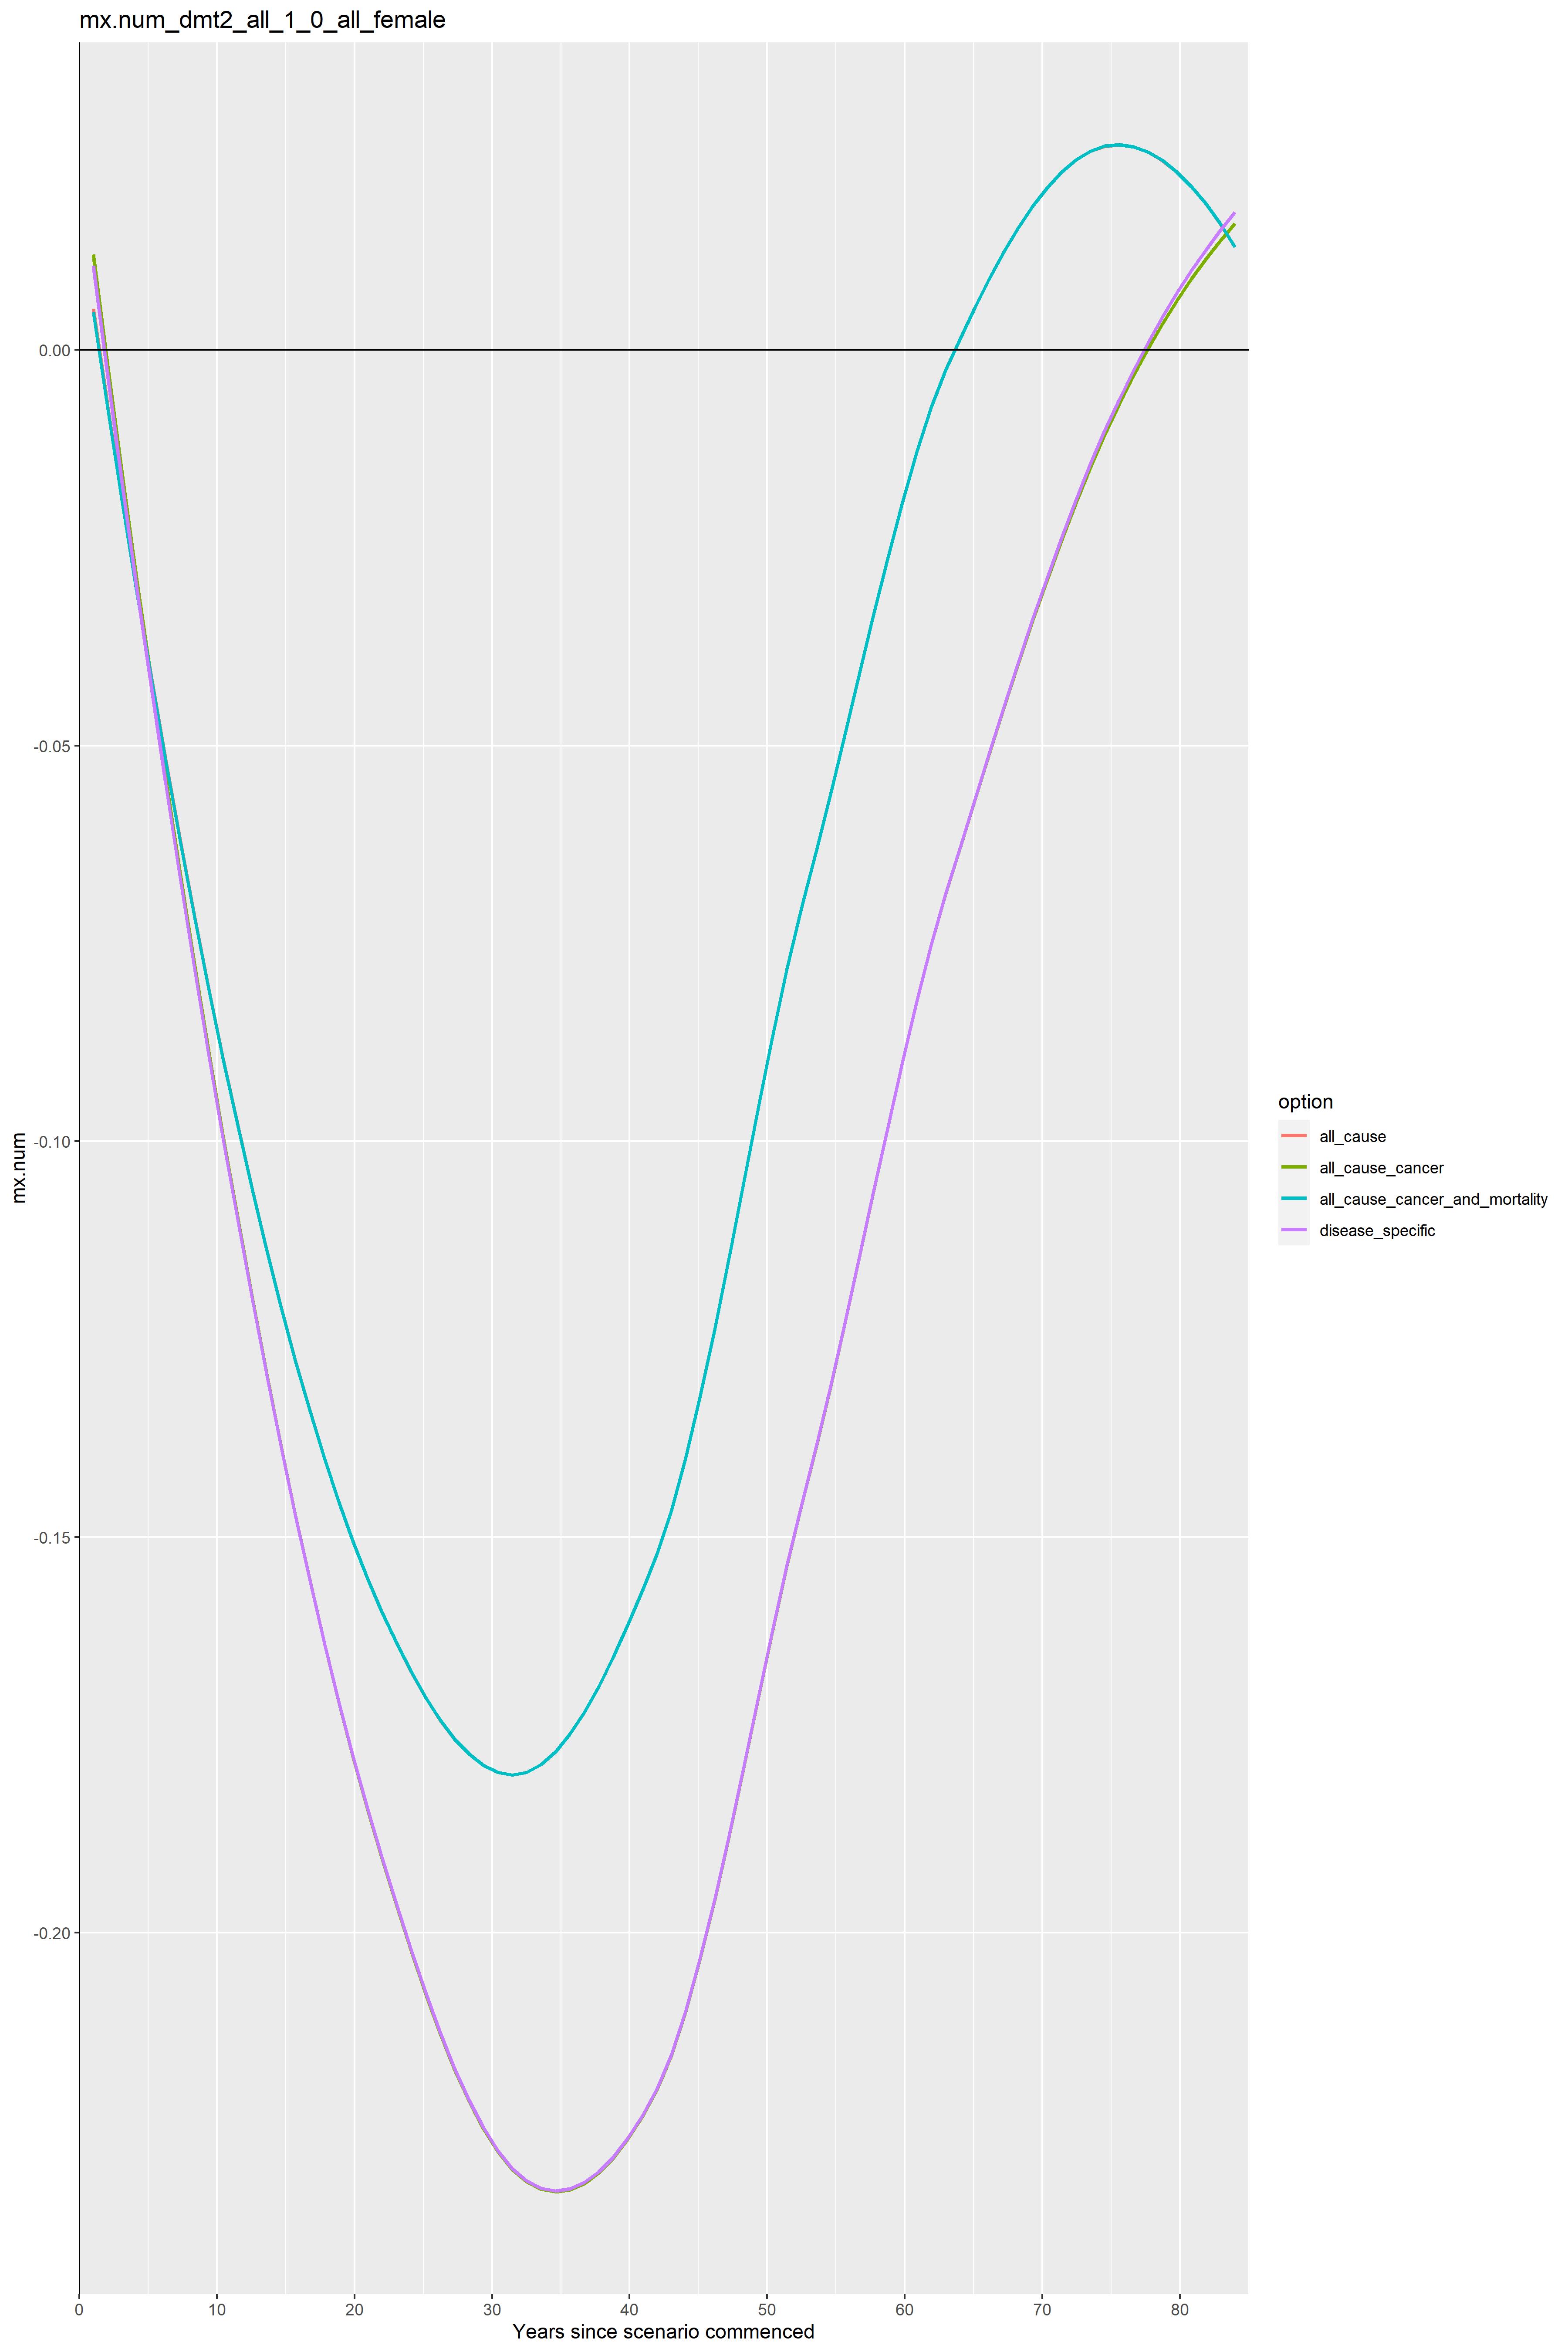 mx.num_dmt2_all_1_0_all_female
0.00
-0.05
-0.10
-0.15
-0.20
mx.num
0 10 20 30 40 50 60 70 80
Years since scenario commenced
option
all_cause
all_cause_cancer
all_cause_cancer_and_mortality
disease_specific